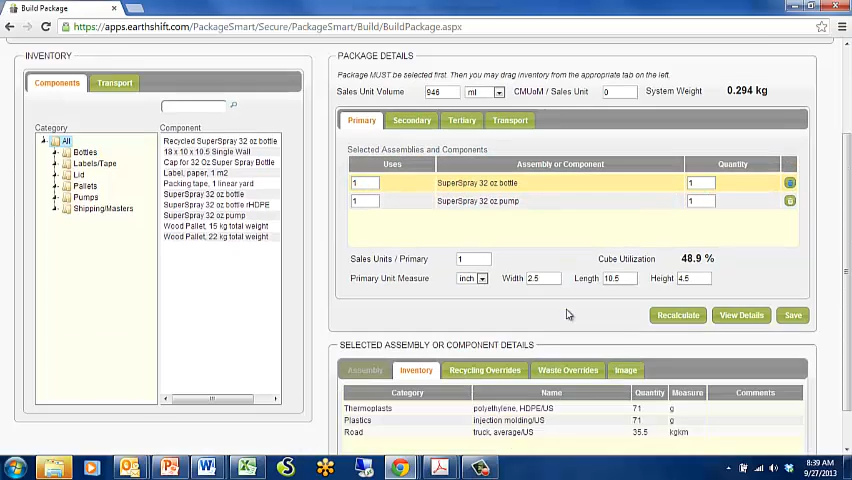 Build Package
https://apps.earthshift.com/PackageSmart/Secure/PackageSmart/Build/BuildPackage.aspx
INVENTORY
Components Transport
Category Component
All
Bottles
Labels/Tape
Lid
Pallets
Pumps
Shipping/Masters
Recycled SuperSpray 32 oz bottle
18 x 10 x 10.5 Single Wall
Cap for 32 Oz Super Spray Bottle
Label, paper, 1 m2
Packing tape, 1 linear yard
SuperSpray 32 oz bottle
SuperSpray 32 oz bottle rHDPE
SuperSpray 32 oz pump
Wood Pallet, 15 kg total weight
Wood Pallet, 22 kg total weight
PACKAGE DETAILS
Package MUST be selected first. Then you may drag inventory from the appropriate tab on the left.
Sales Unit Volume 946 ml CMUoM / Sales Unit 0 System Weight 0.294 kg
Primary Secondary Tertiary Transport
Selected Assemblies and Components
Uses Assembly or Component Quantity
1 SuperSpray 32 oz bottle 1
1 SuperSpray 32 oz pump 1
Sales Units / Primary 1 Cube Utilization 48.9 %
Primary Unit Measure inch Width 2.5 Length 10.5 Height 4.5
Recalculate View Details Save
SELECTED ASSEMBLY OR COMPONENT DETAILS
Assembly Inventory Recycling Overrides Waste Overrides Image
Category Name Quantity Measure Comments
Thermoplasts polyethylene, HDPE/US 71 g
Plastics injection molding/US 71 g
Road truck, average/US 35.5 kgkm
8:39 AM
9/27/2013